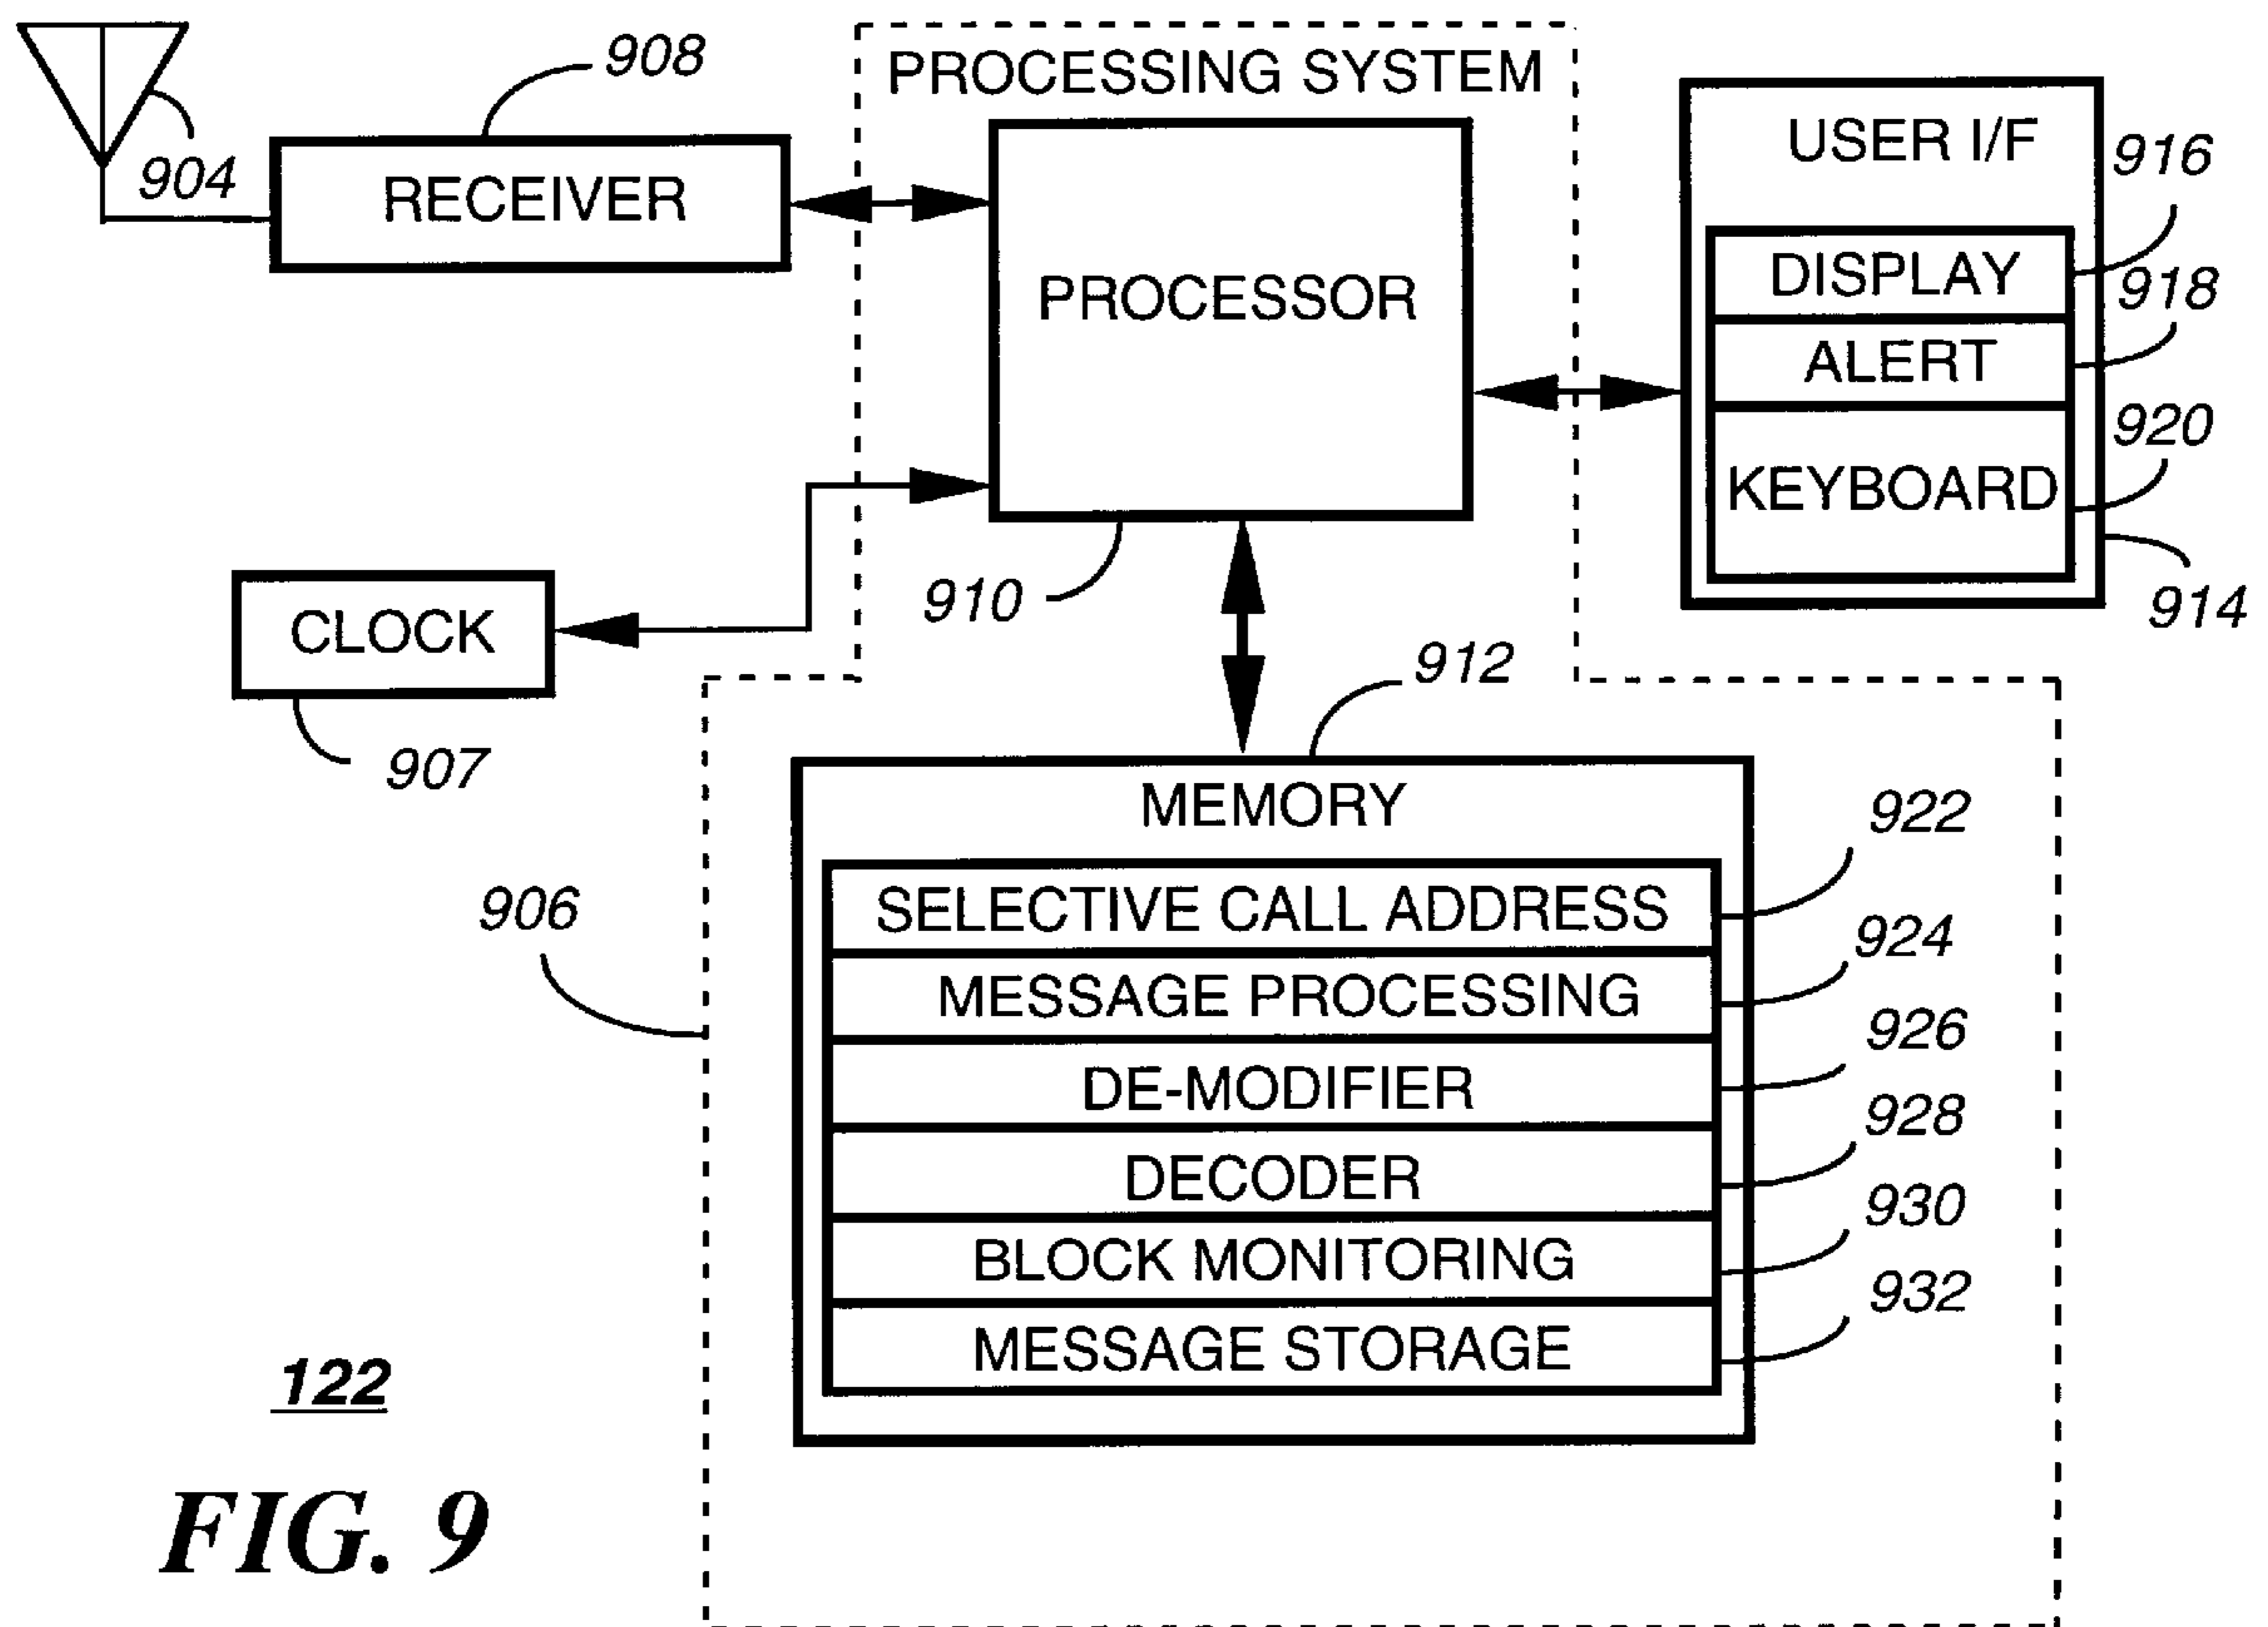 908
PROCESSING SYSTEM
904
RECEIVER
PROCESSOR
USER I/F
916
DISPLAY
918
ALERT
920
KEYBOARD
914
910
CLOCK
907
912
MEMORY
906
SELECTIVE CALL ADDRESS
922
MESSAGE PROCESSING
924
DE-MODIFIER
926
DECODER
928
BLOCK MONITORING
930
MESSAGE STORAGE
932
122
FIG. 9